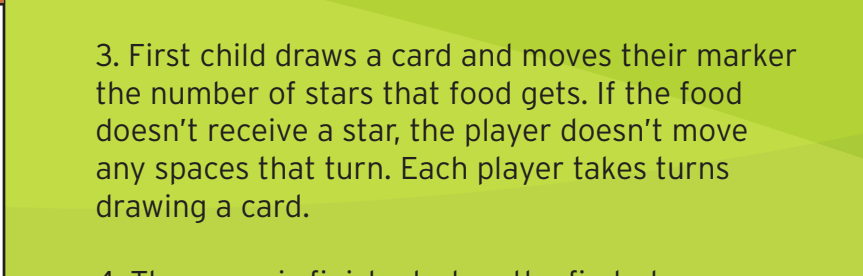 3. First child draws a card and moves their marker
the number of stars that food gets. If the food
doesn't receive a star, the player doesn't move
any spaces that turn. Each player takes turns
drawing a card.